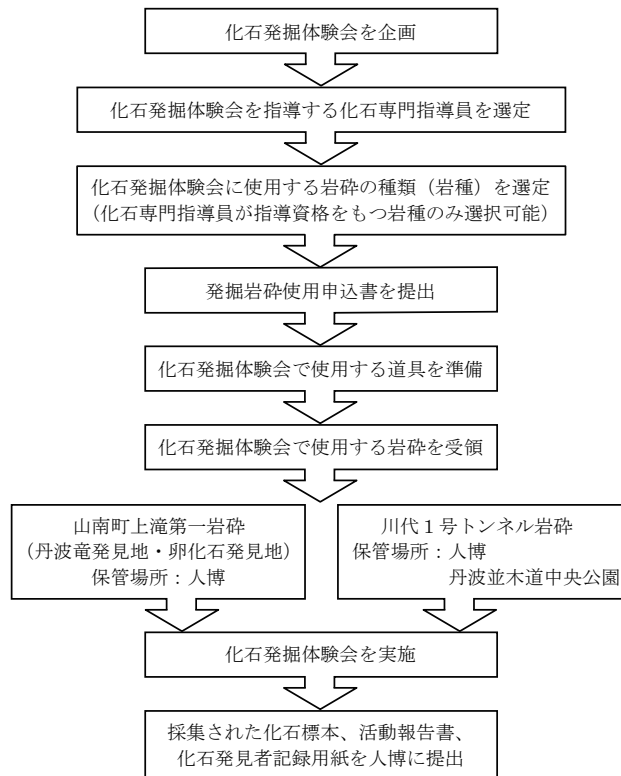 化石発掘体験会を企画
化石発掘体験会を指導する化石専門指導員を選定
化石発掘体験会に使用する岩砕の種類（岩種）を選定
（化石専門指導員が指導資格をもつ岩種のみ選択可能）
発掘岩砕使用申込書を提出
化石発掘体験会で使用する道具を準備
化石発掘体験会で使用する岩砕を受領
山南町上滝第一岩砕
（丹波竜発見地・卵化石発見地）
保管場所：人博
川代１号トンネル岩砕
保管場所：人博
丹波並木道中央公園
化石発掘体験会を実施
採集された化石標本、活動報告書、
化石発見者記録用紙を人博に提出